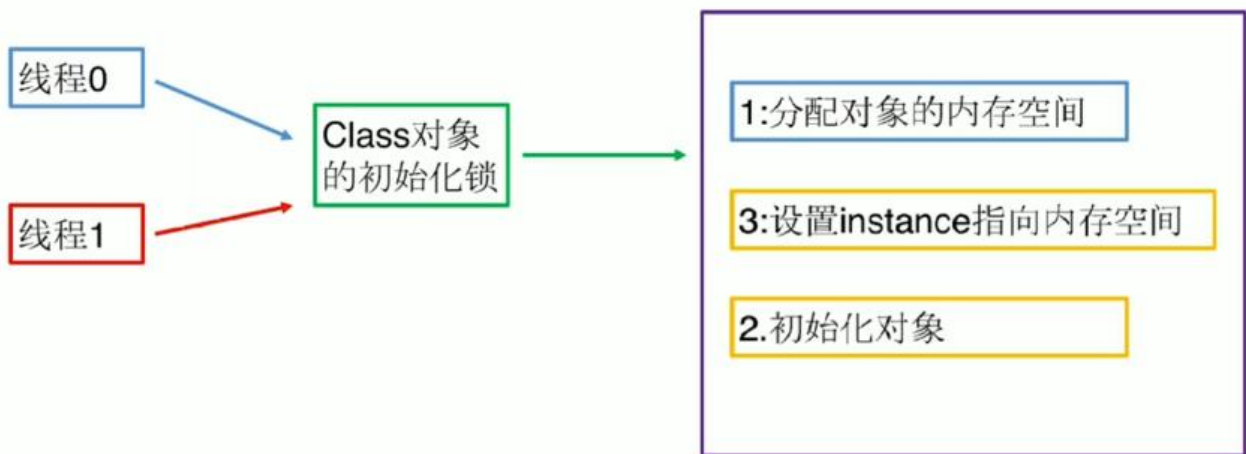 线程0
线程1
Class对象
的初始化锁
1:分配对象的内存空间
3:设置instance指向内存空间
2.初始化对象